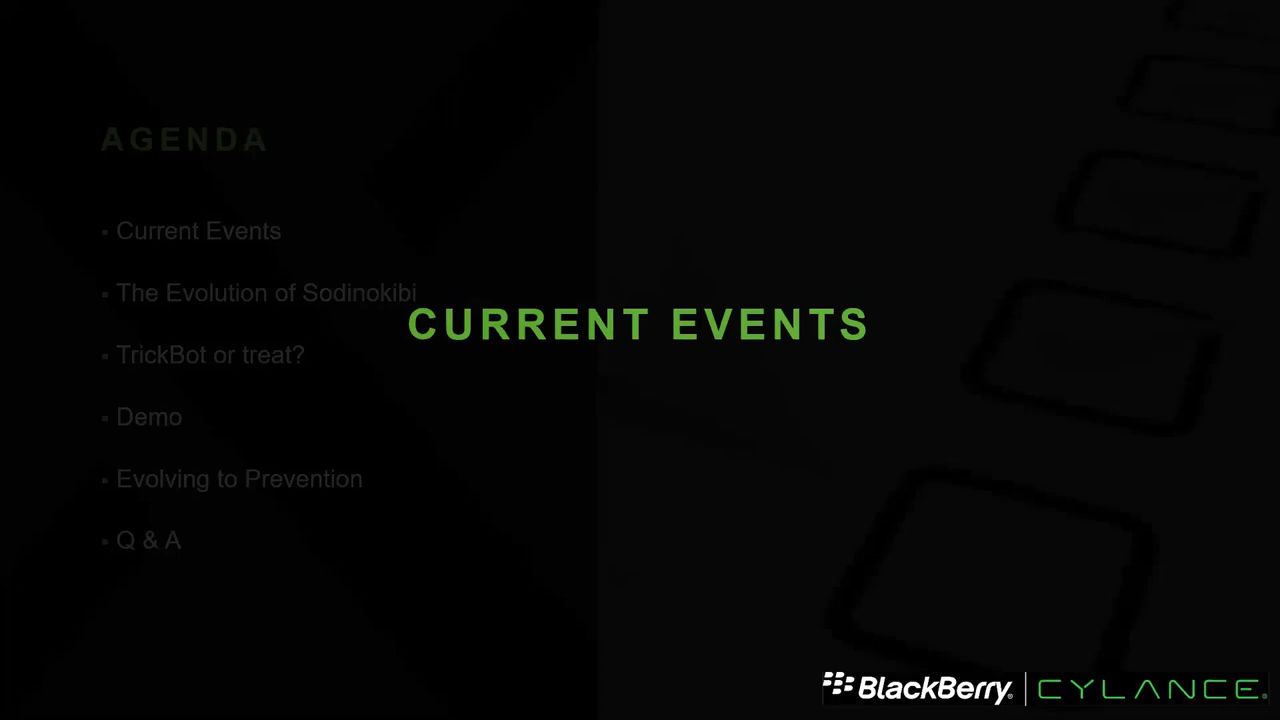 AGENDA
▪ Current Events
▪ The Evolution of Sodinokibi
CURRENT EVENTS
▪ TrickBot or treat?
▪ Demo
▪ Evolving to Prevention
▪ Q & A
BlackBerry® | CYLANCE®